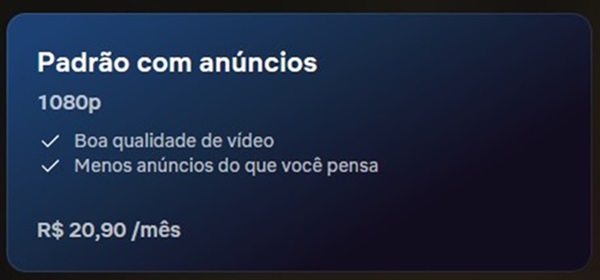 Padrão com anúncios
1080p
Boa qualidade de vídeo
Menos anúncios do que você pensa
R$ 20,90 /mês